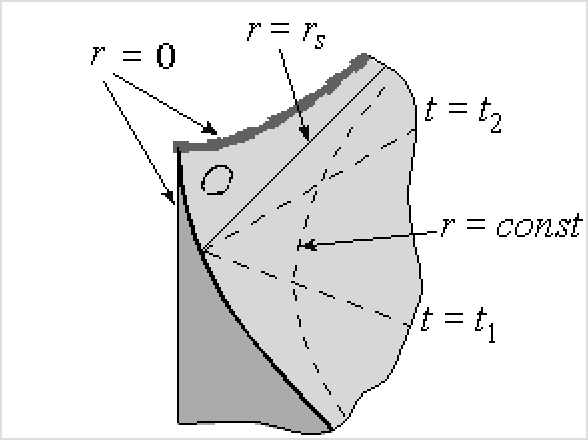 r = r_s
r = 0
t = t_2
r = const
t = t_1